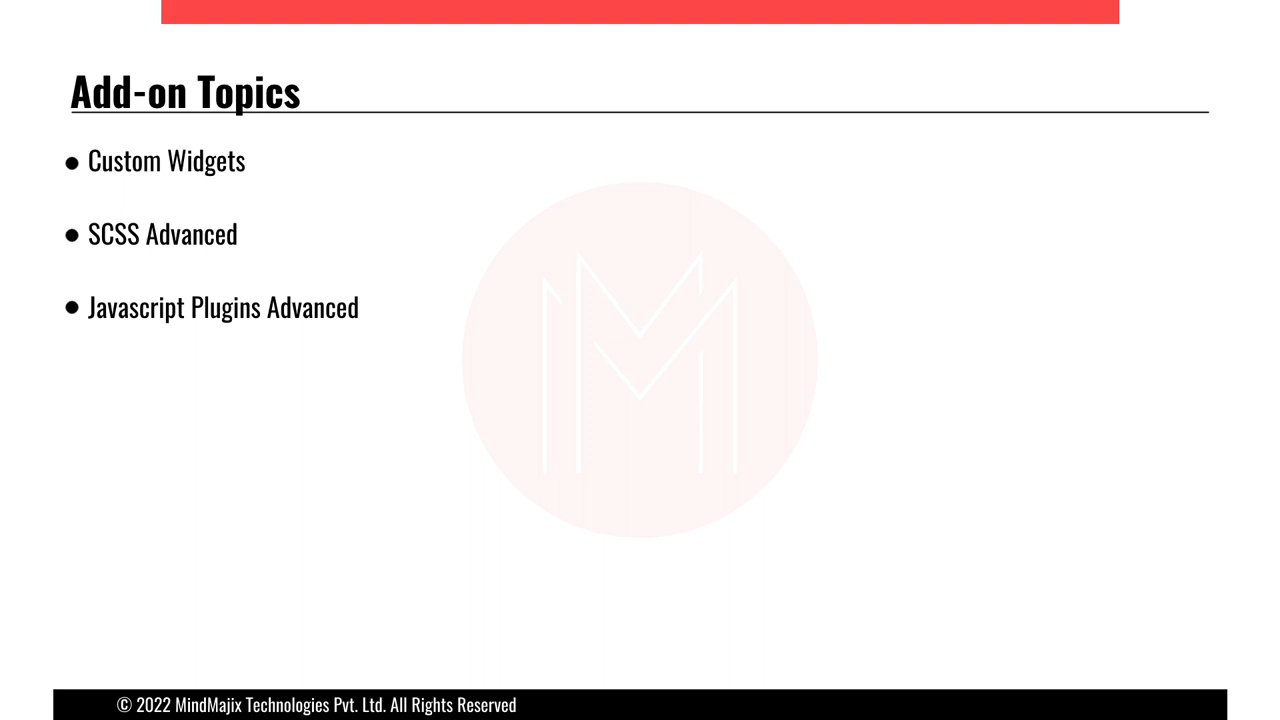 Add-on Topics
Custom Widgets
SCSS Advanced
Javascript Plugins Advanced
© 2022 MindMajix Technologies Pvt. Ltd. All Rights Reserved